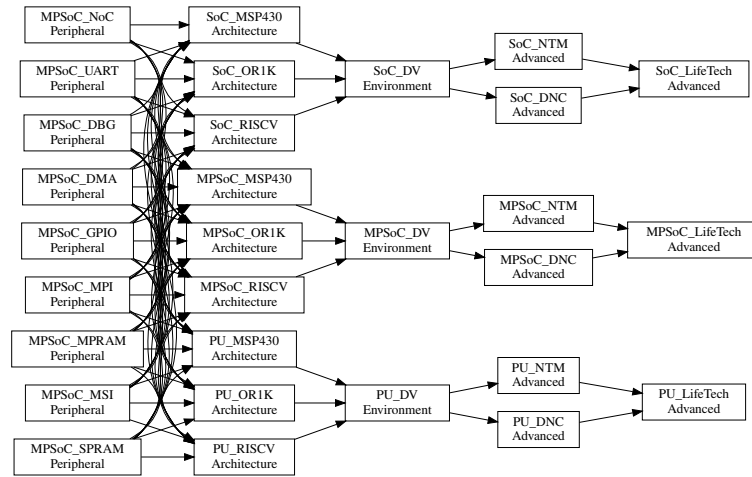 MPSoC_NoC
Peripheral
MPSoC_UART
Peripheral
MPSoC_DBG
Peripheral
MPSoC_DMA
Peripheral
MPSoC_GPIO
Peripheral
MPSoC_MPI
Peripheral
MPSoC_MPRAM
Peripheral
MPSoC_MSI
Peripheral
MPSoC_SPRAM
Peripheral
SoC_MSP430
Architecture
SoC_OR1K
Architecture
SoC_RISCV
Architecture
MPSoC_MSP430
Architecture
MPSoC_OR1K
Architecture
MPSoC_RISCV
Architecture
PU_MSP430
Architecture
PU_OR1K
Architecture
PU_RISCV
Architecture
SoC_DV
Environment
MPSoC_DV
Environment
PU_DV
Environment
SoC_NTM
Advanced
SoC_DNC
Advanced
MPSoC_NTM
Advanced
MPSoC_DNC
Advanced
PU_NTM
Advanced
PU_DNC
Advanced
SoC_LifeTech
Advanced
MPSoC_LifeTech
Advanced
PU_LifeTech
Advanced